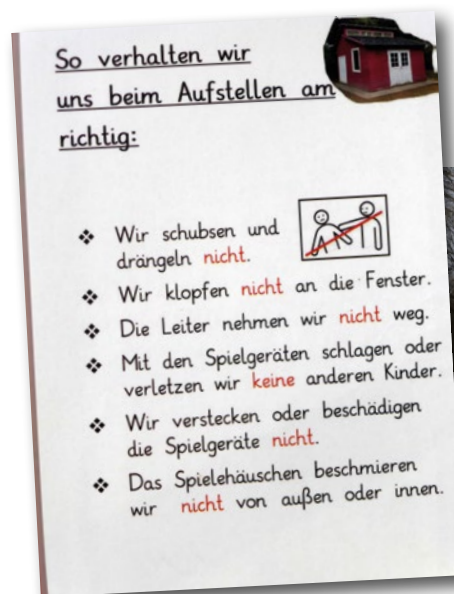 So verhalten wir
uns beim Aufstellen am
richtig:
❖ Wir schubsen und
drängeln nicht.
❖ Wir klopfen nicht an die Fenster.
❖ Die Leiter nehmen wir nicht weg.
❖ Mit den Spielgeräten schlagen oder
verletzen wir keine anderen Kinder.
❖ Wir verstecken oder beschädigen
die Spielgeräte nicht.
❖ Das Spielehäuschen beschmieren
wir nicht von außen oder innen.